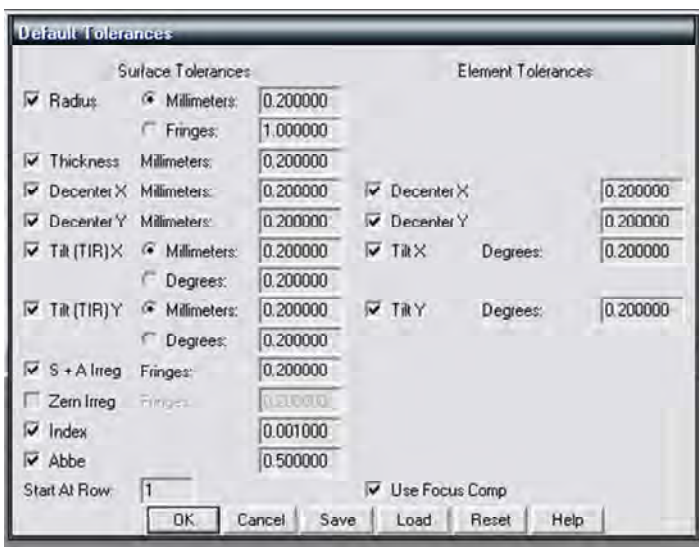 Default Tolerances
Surface Tolerances Element Tolerances
Radius Millimeters: 0.200000
Fringes: 1.000000
Thickness Millimeters: 0.200000
Decenter X Millimeters: 0.200000 Decenter X 0.200000
Decenter Y Millimeters: 0.200000 Decenter Y 0.200000
Tilt (TIR) X Millimeters: 0.200000 Tilt X Degrees: 0.200000
Degrees: 0.200000
Tilt (TIR) Y Millimeters: 0.200000 Tilt Y Degrees: 0.200000
Degrees: 0.200000
S + A Irreg Fringes: 0.200000
Zern Irreg Fringes: 0.200000
Index 0.001000
Abbe 0.500000
Start At Row: 1 Use Focus Comp
OK Cancel Save Load Reset Help